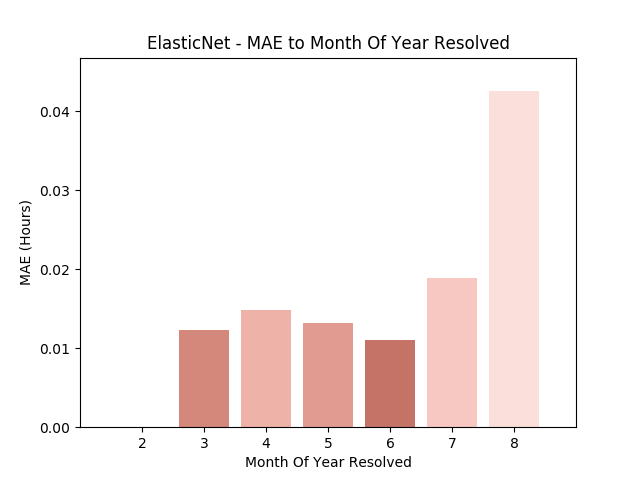 ElasticNet - MAE to Month Of Year Resolved
MAE (Hours)
0.04
0.03
0.02
0.01
0.00
2 3 4 5 6 7 8
Month Of Year Resolved